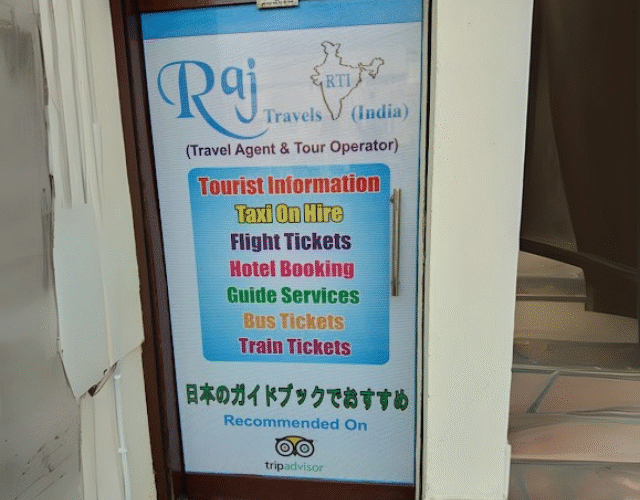 Raj Travels (India)
RTI
(Travel Agent & Tour Operator)
Tourist Information
Taxi On Hire
Flight Tickets
Hotel Booking
Guide Services
Bus Tickets
Train Tickets
日本のガイドブックでおすすめ
Recommended On
tripadvisor